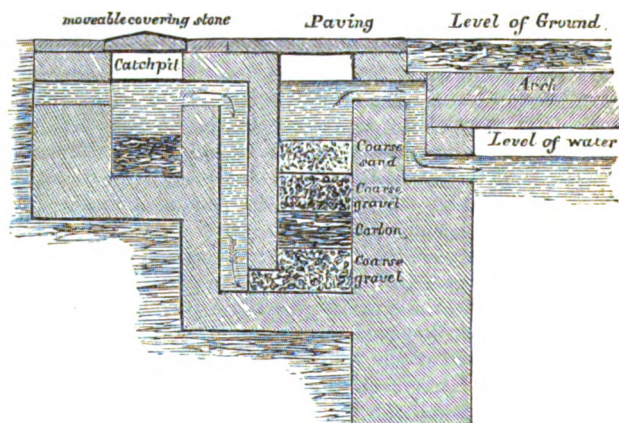 moveable covering stone
Paving
Level of Ground.
Catchpit
Arch
Level of water
Coarse
sand
Coarse
gravel
Carbon
Coarse
gravel